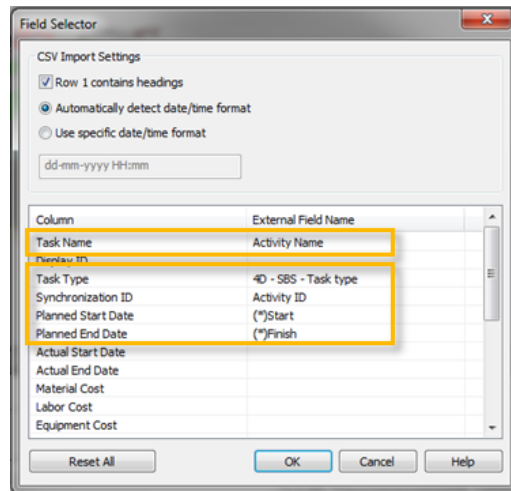 Field Selector
CSV Import Settings
Row 1 contains headings
Automatically detect date/time format
Use specific date/time format
dd-mm-yyyy HH:mm
Column External Field Name
Task Name Activity Name
Display ID
Task Type 4D - SBS - Task type
Synchronization ID Activity ID
Planned Start Date (*)Start
Planned End Date (*)Finish
Actual Start Date
Actual End Date
Material Cost
Labor Cost
Equipment Cost
Reset All OK Cancel Help